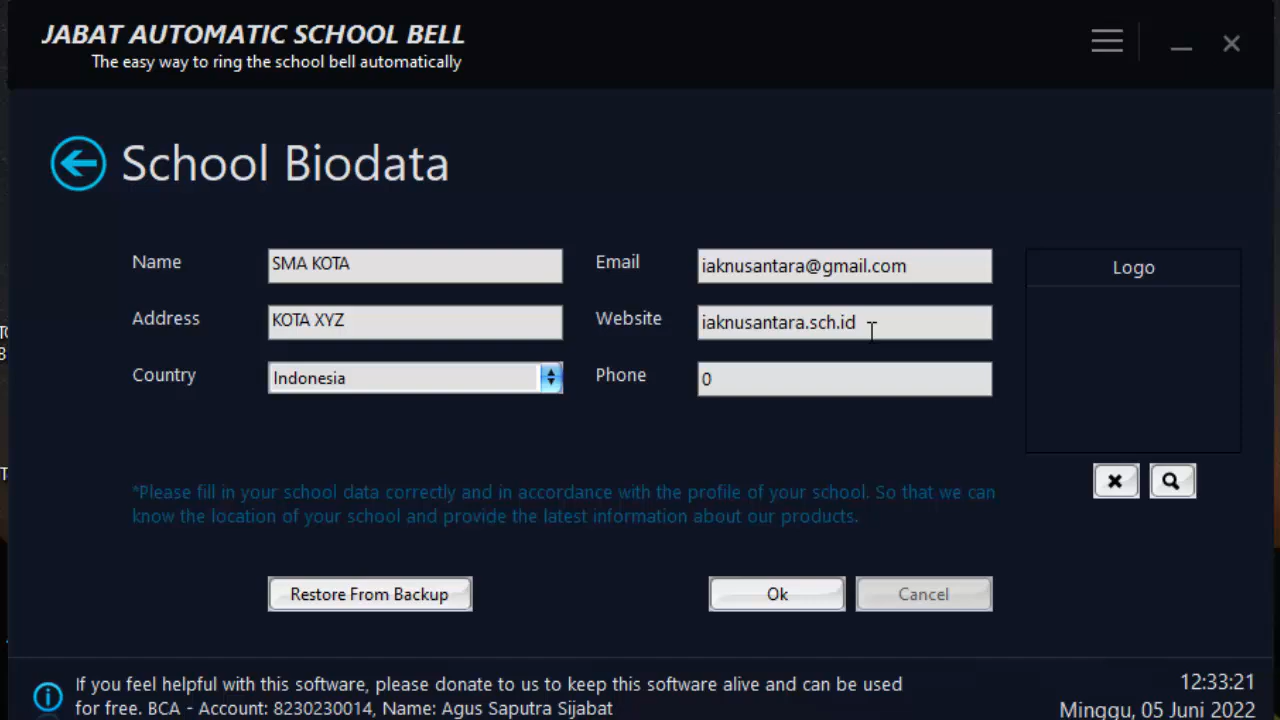 JABAT AUTOMATIC SCHOOL BELL
The easy way to ring the school bell automatically
School Biodata
Name
SMA KOTA
Email
iaknusantara@gmail.com
Logo
Address
KOTA XYZ
Website
iaknusantara.sch.id
Country
Indonesia
Phone
0
*Please fill in your school data correctly and in accordance with the profile of your school. So that we can
know the location of your school and provide the latest information about our products.
Restore From Backup
Ok
Cancel
If you feel helpful with this software, please donate to us to keep this software alive and can be used
for free. BCA - Account: 8230230014, Name: Agus Saputra Sijabat
12:33:21
Minggu, 05 Juni 2022